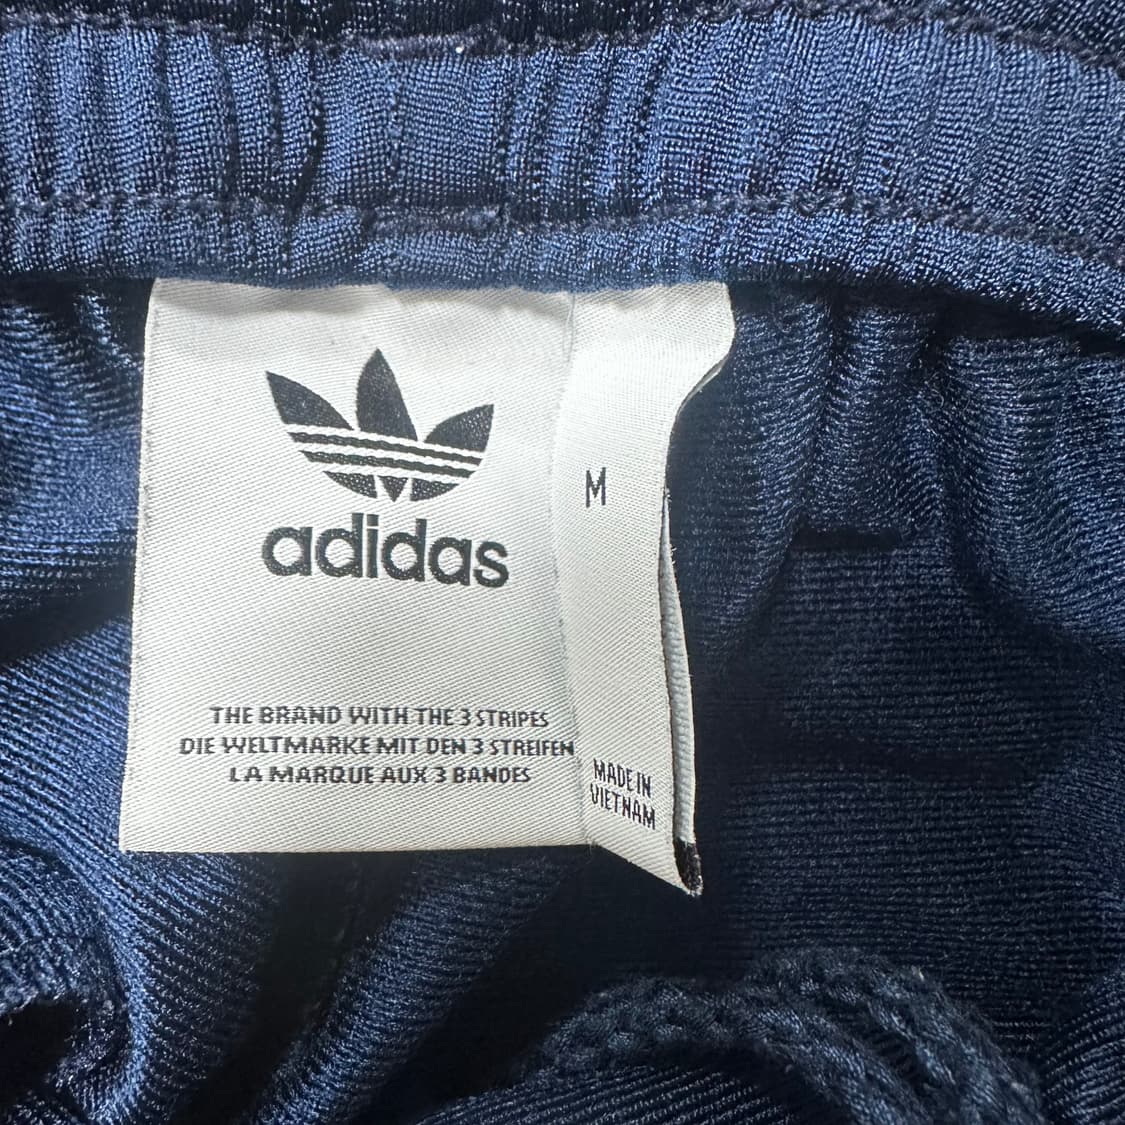 adidas
THE BRAND WITH THE 3 STRIPES
DIE WELTMARKE MIT DEN 3 STREIFEN
LA MARQUE AUX 3 BANDES
M
MADE IN
VIETNAM